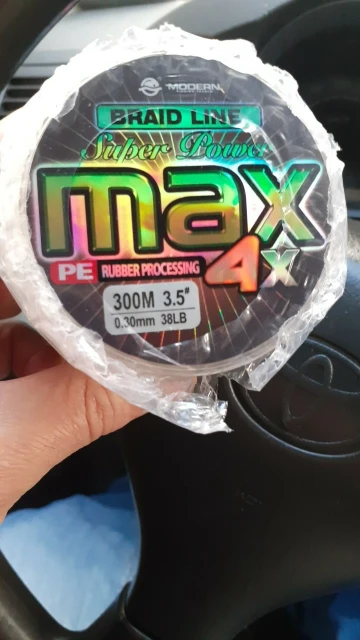 MODERN
BRAID LINE
Super Power
max
4x
PE RUBBER PROCESSING
300M 3.5#
0.30mm 38LB